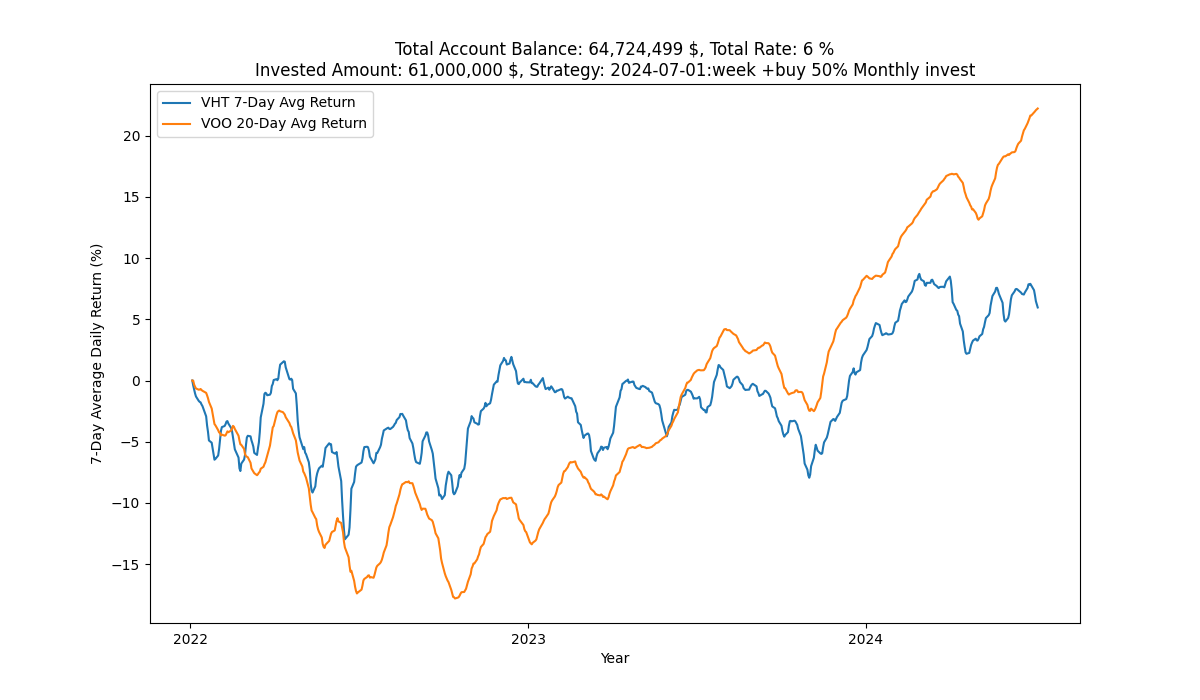 Total Account Balance: 64,724,499 $, Total Rate: 6 %
Invested Amount: 61,000,000 $, Strategy: 2024-07-01:week +buy 50% Monthly invest
VHT 7-Day Avg Return
VOO 20-Day Avg Return
7-Day Average Daily Return (%)
20
15
10
5
0
−5
−10
−15
2022
2023
2024
Year